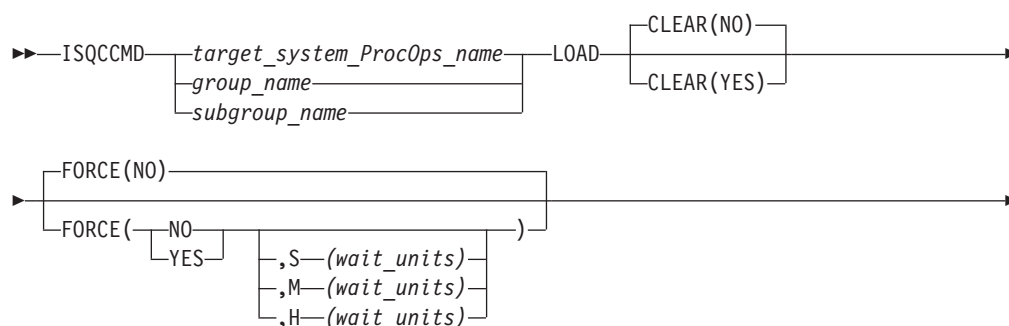 CLEAR(NO)
ISQCCMD target_system_ProcOps_name LOAD
group_name CLEAR(YES)
subgroup_name
FORCE(NO)
FORCE( NO )
YES ,S (wait_units)
,M (wait_units)
,H (wait_units)